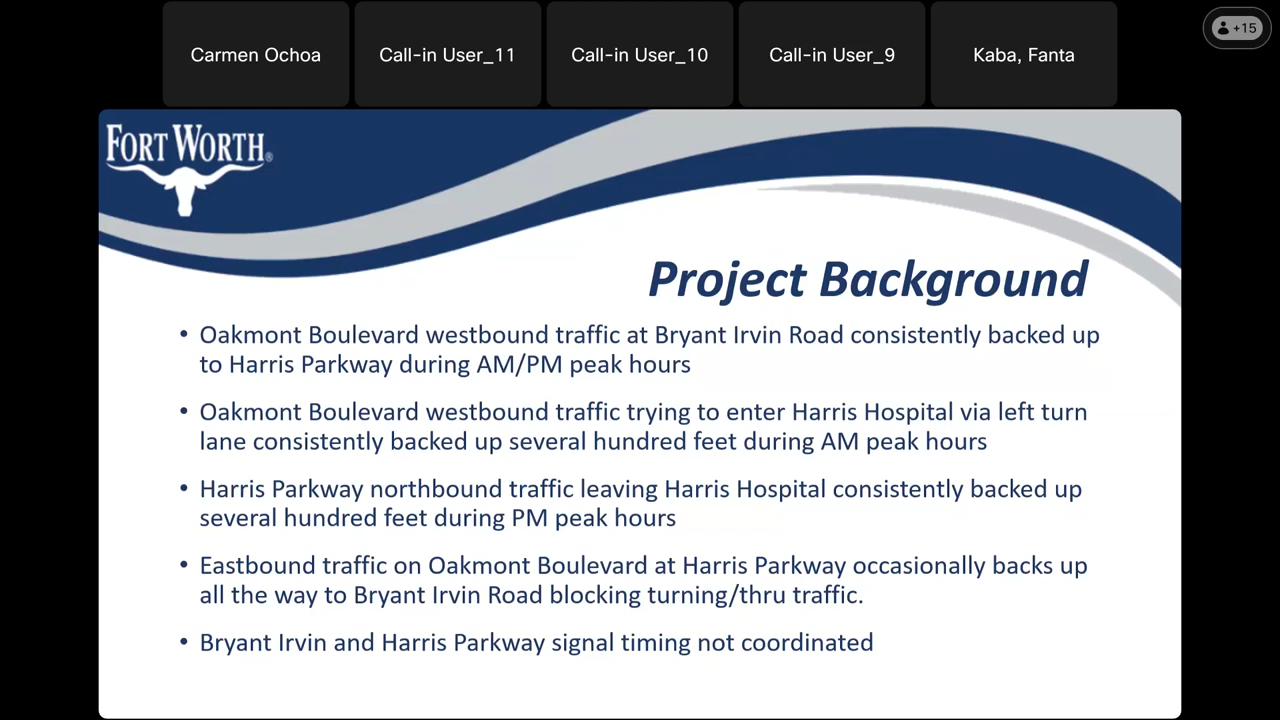 Carmen Ochoa
Call-in User_11
Call-in User_10
Call-in User_9
Kaba, Fanta
+15
FORT WORTH®
Project Background
• Oakmont Boulevard westbound traffic at Bryant Irvin Road consistently backed up
to Harris Parkway during AM/PM peak hours
• Oakmont Boulevard westbound traffic trying to enter Harris Hospital via left turn
lane consistently backed up several hundred feet during AM peak hours
• Harris Parkway northbound traffic leaving Harris Hospital consistently backed up
several hundred feet during PM peak hours
• Eastbound traffic on Oakmont Boulevard at Harris Parkway occasionally backs up
all the way to Bryant Irvin Road blocking turning/thru traffic.
• Bryant Irvin and Harris Parkway signal timing not coordinated